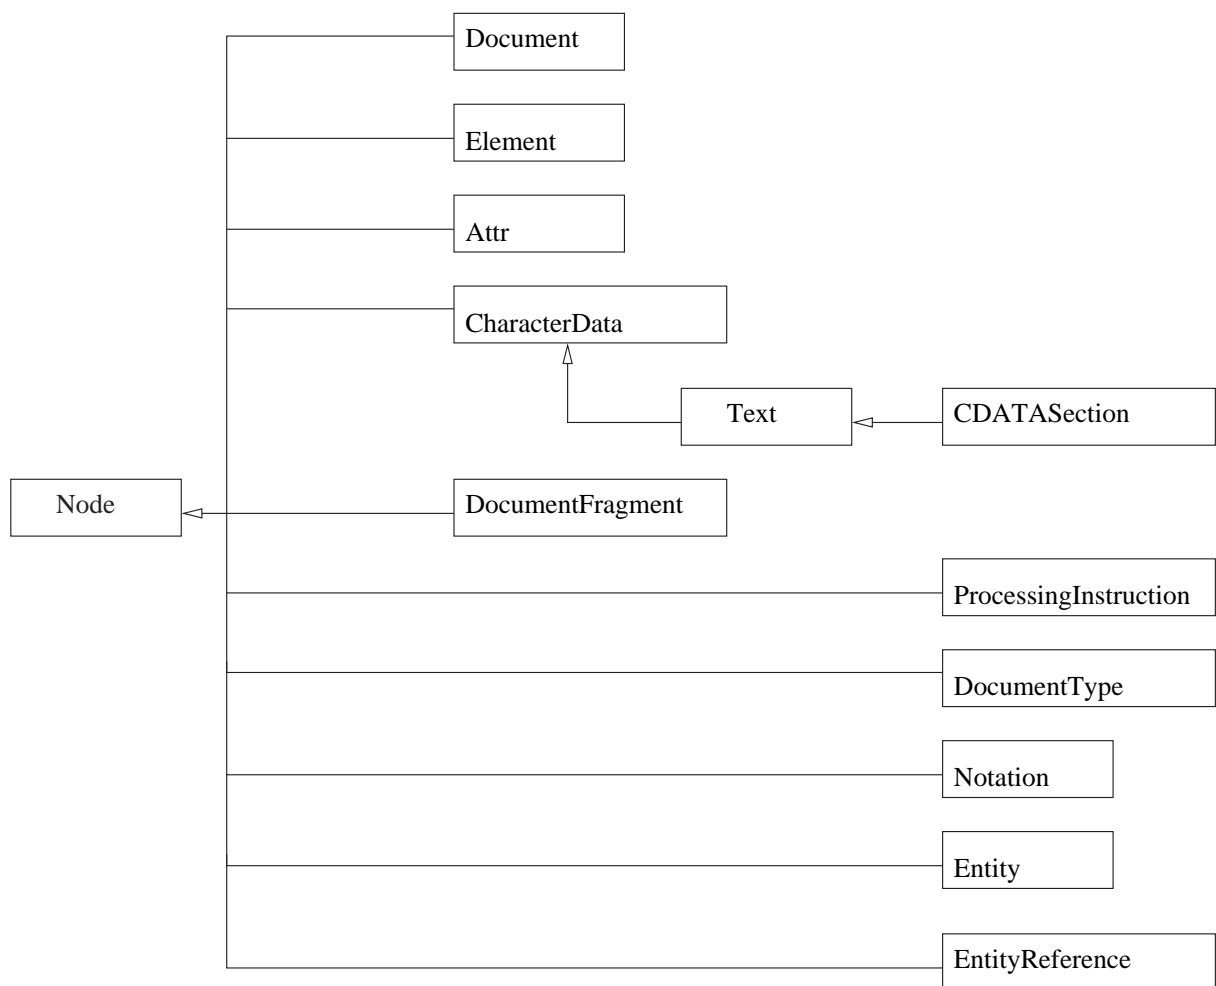 Document
Element
Attr
CharacterData
Text
CDATASection
Node
DocumentFragment
ProcessingInstruction
DocumentType
Notation
Entity
EntityReference